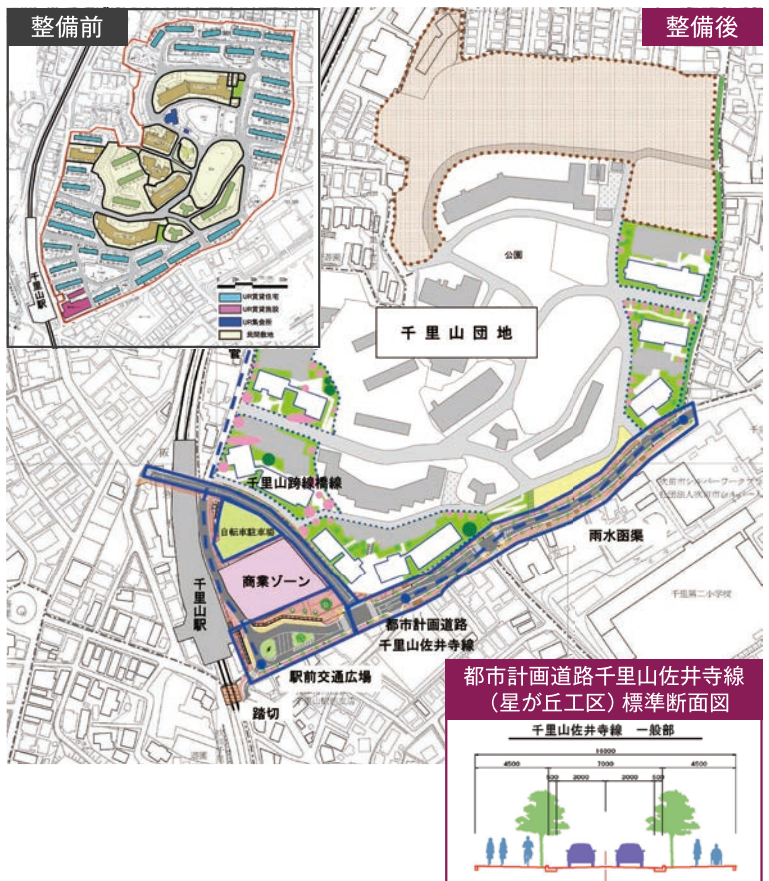 整備前
整備後
千里山駅
UR賃貸住宅
UR賃貸施設
UR集会所
民間敷地
公園
千里山団地
千里山跨線橋線
自転車駐車場
商業ゾーン
千里山駅
雨水函渠
千里第二小学校
都市計画道路
千里山佐井寺線
駅前交通広場
踏切
都市計画道路千里山佐井寺線
（星が丘工区）標準断面図
千里山佐井寺線 一般部
4500
7000
4500
500
3000
3000
500